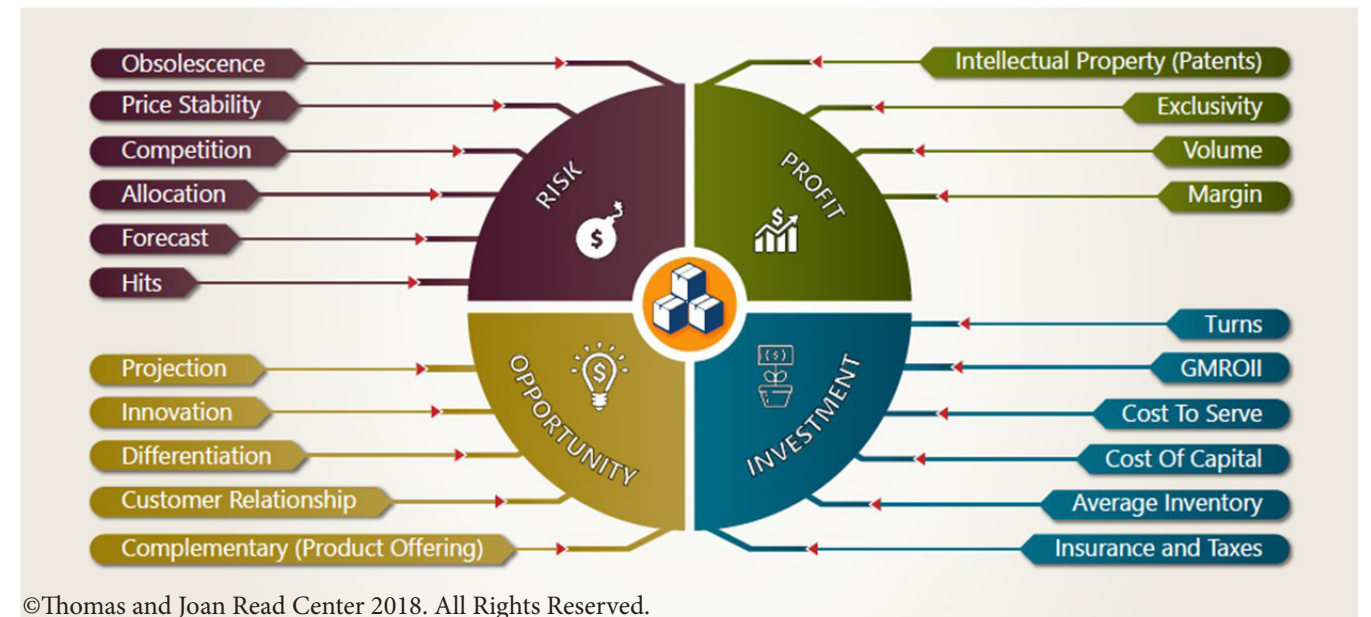 Obsolescence
Price Stability
Competition
Allocation
Forecast
Hits
RISK
$
Intellectual Property (Patents)
Exclusivity
Volume
Margin
PROFIT
$
Projection
Innovation
Differentiation
Customer Relationship
Complementary (Product Offering)
OPPORTUNITY
$
Turns
GMROII
Cost To Serve
Cost Of Capital
Average Inventory
Insurance and Taxes
INVESTMENT
($)
©Thomas and Joan Read Center 2018. All Rights Reserved.